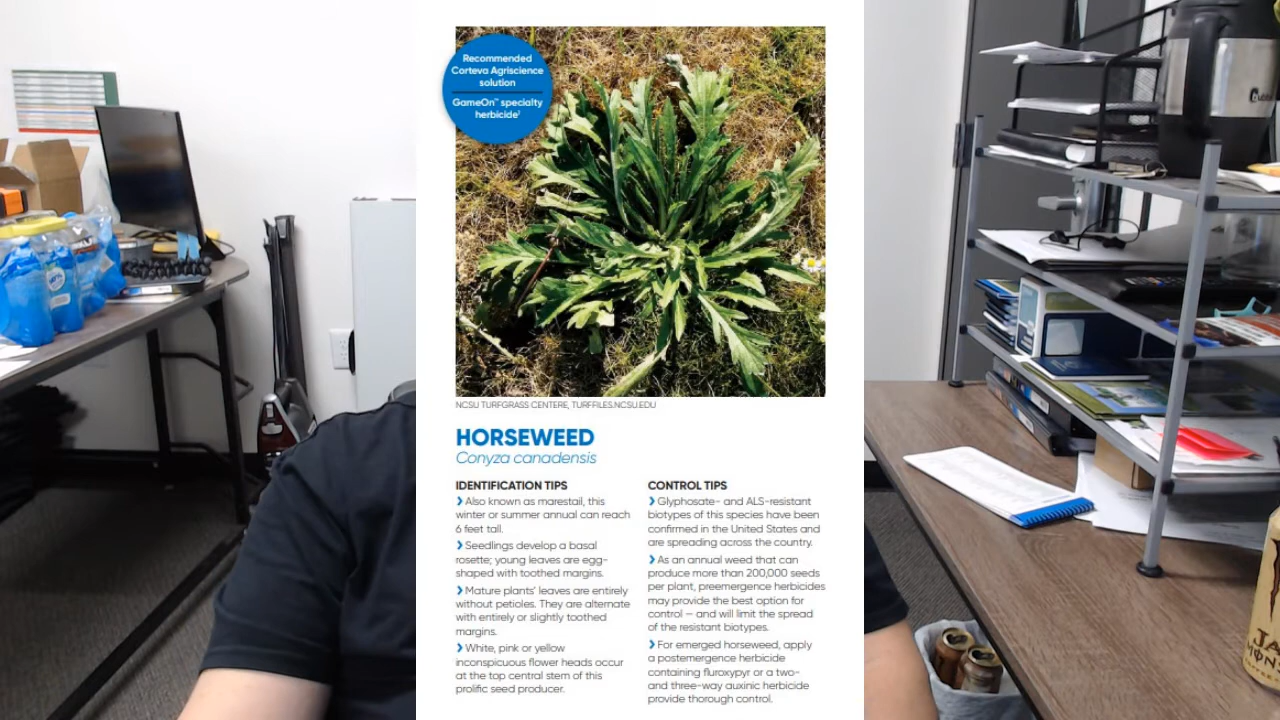 Recommended
Corteva Agriscience
solution
GameOn™ specialty
herbicide¹
NCSU TURFGRASS CENTERE, TURFFILES.NCSU.EDU
HORSEWEED
Conyza canadensis
IDENTIFICATION TIPS
Also known as marestail, this
winter or summer annual can reach
6 feet tall.
Seedlings develop a basal
rosette; young leaves are egg-
shaped with toothed margins.
Mature plants' leaves are entirely
without petioles. They are alternate
with entirely or slightly toothed
margins.
White, pink or yellow
inconspicuous flower heads occur
at the top central stem of this
prolific seed producer.
CONTROL TIPS
Glyphosate- and ALS-resistant
biotypes of this species have been
confirmed in the United States and
are spreading across the country.
As an annual weed that can
produce more than 200,000 seeds
per plant, preemergence herbicides
may provide the best option for
control — and will limit the spread
of the resistant biotypes.
For emerged horseweed, apply
a postemergence herbicide
containing fluroxypyr or a two-
and three-way auxinic herbicide
provide thorough control.